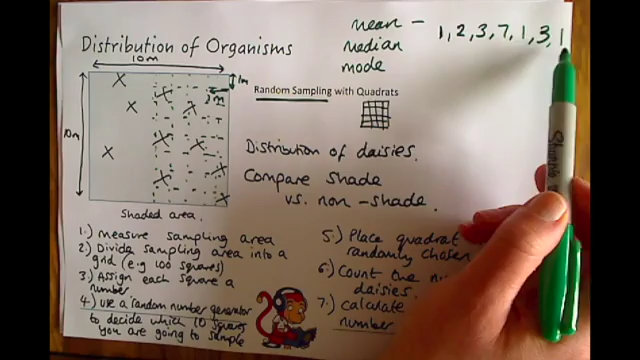 mean - 1, 2, 3, 7, 1, 3, 1
median
mode
Distribution of Organisms
10m
1m
Random Sampling with Quadrats
10m
Distribution of daisies.
Compare Shade
vs. non-shade.
Shaded area.
1.) measure sampling area
2.) Divide sampling area into a
grid (e.g 100 squares)
3.) Assign each square a
number
4.) use a random number generator
to decide which 10 squares
you are going to sample
5.) Place quadrat
randomly chosen
6.) Count the
daisies.
7.) calculate
number